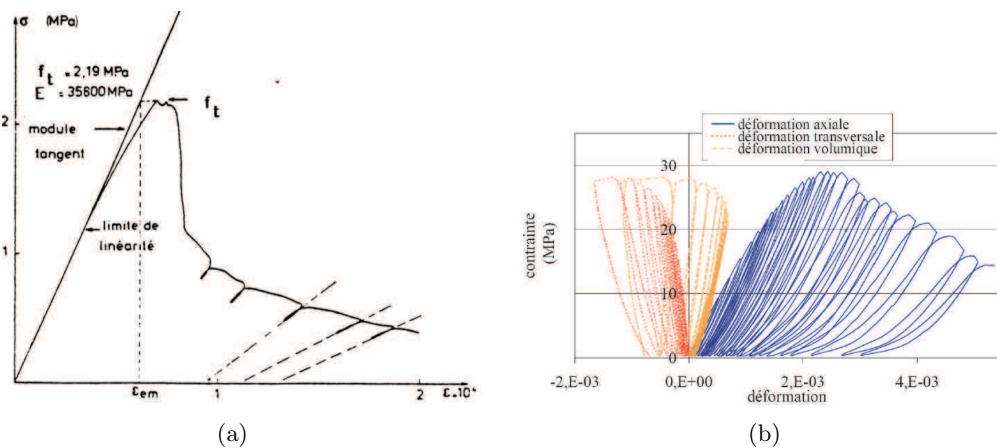 σ (MPa)
f_t = 2,19 MPa
E = 35600 MPa
f_t
2
module
tangent
limite de
linéarité
1
ε_em
1
2
ε.10⁴
(a)
déformation axiale
déformation transversale
déformation volumique
contrainte
(MPa)
30
20
10
0
-2,E-03
0,E+00
2,E-03
4,E-03
déformation
(b)